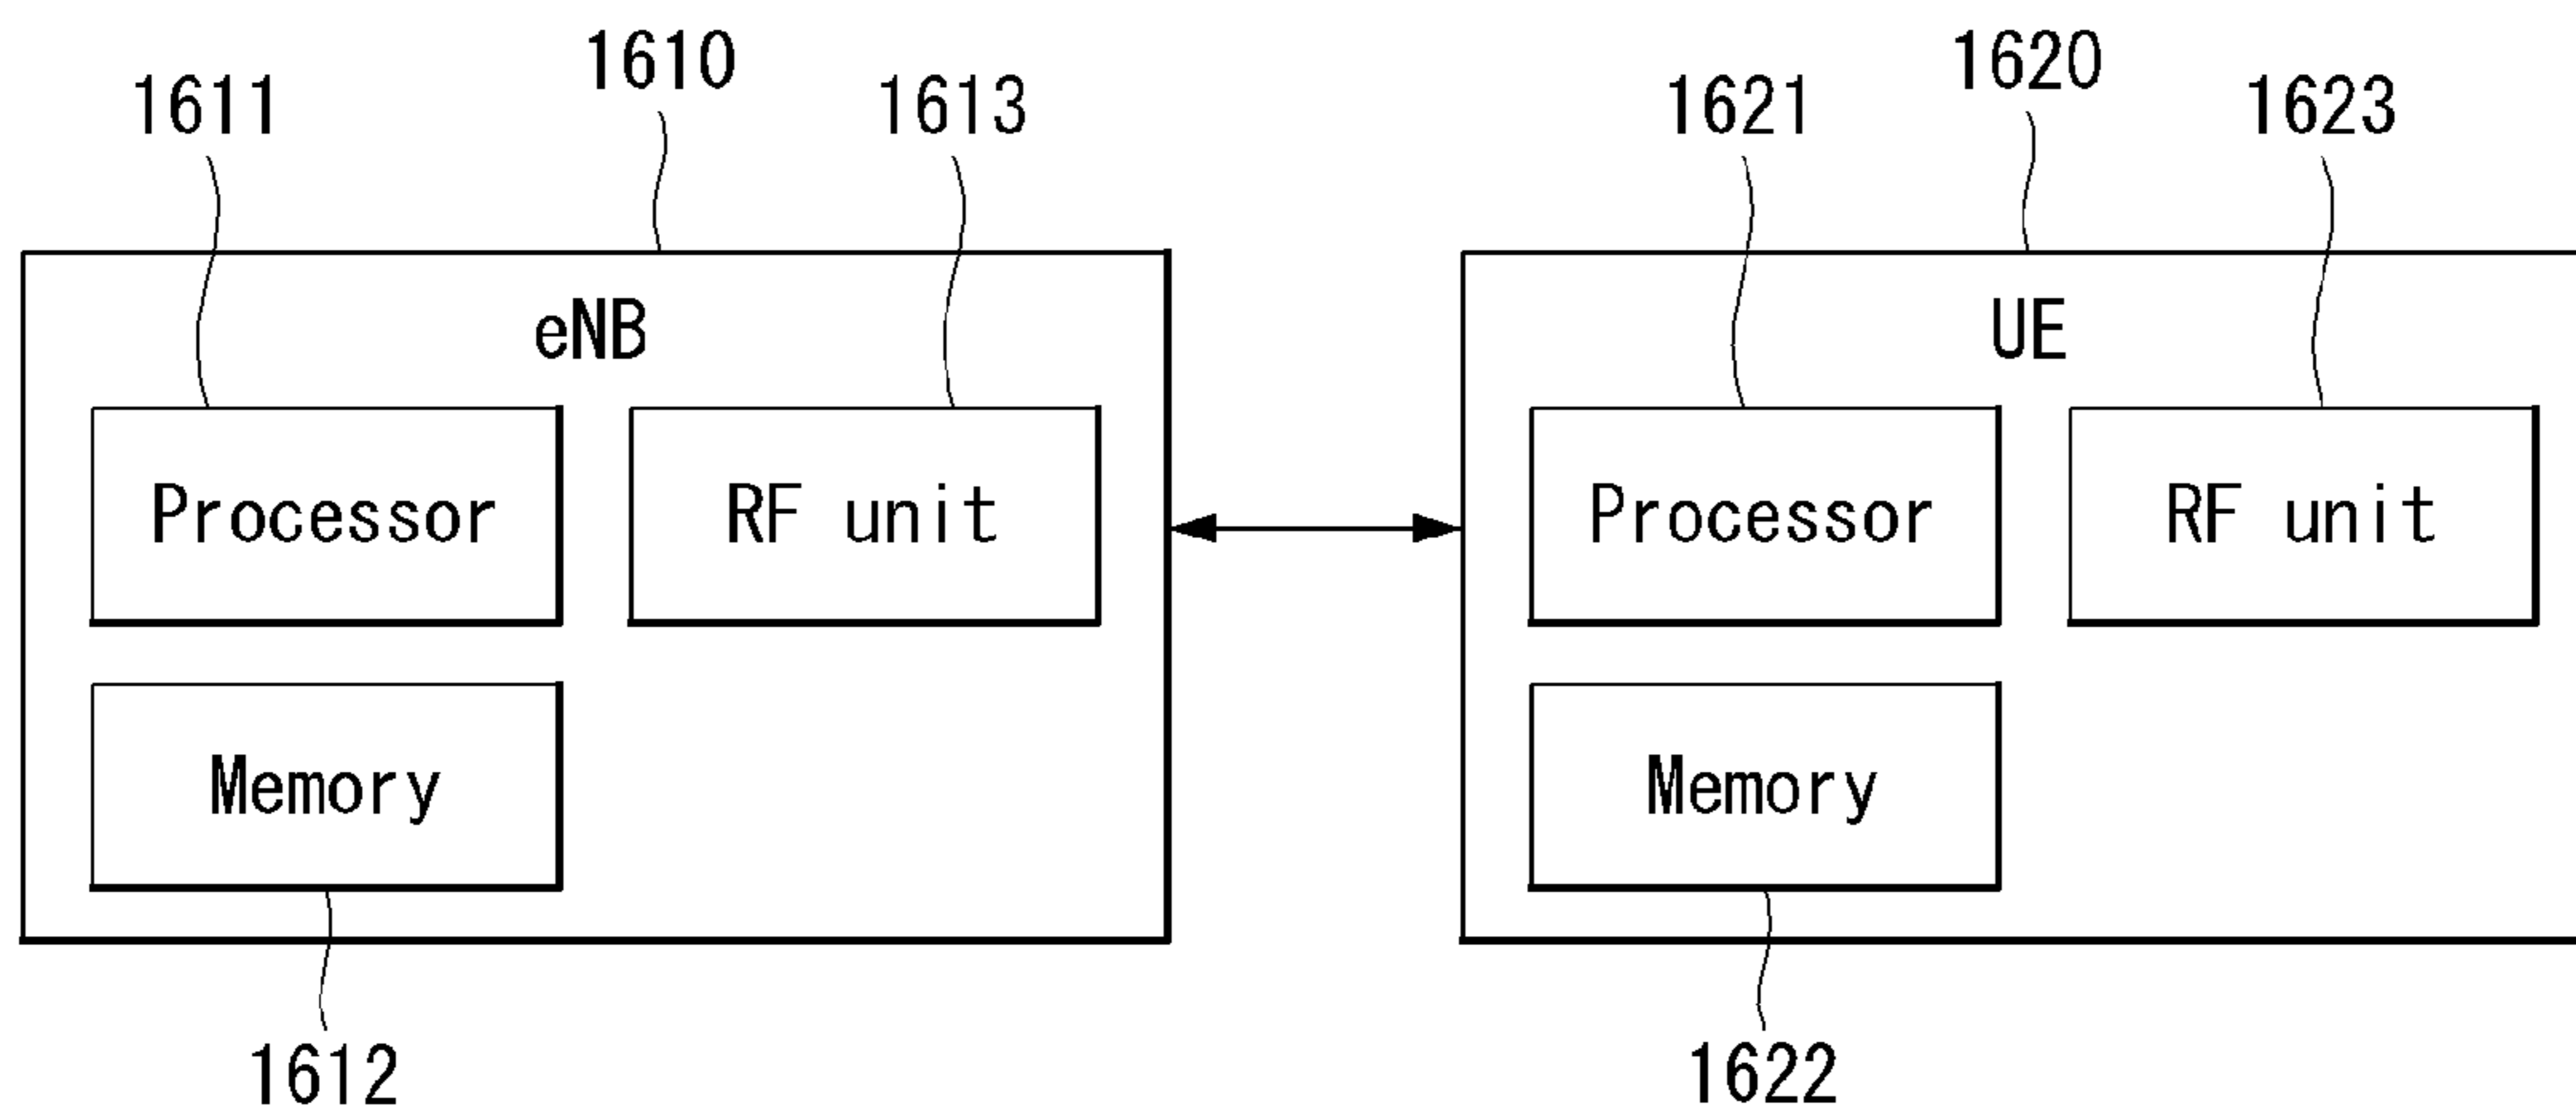 1610
1620
1611
1613
1621
1623
eNB
UE
Processor
RF unit
Processor
RF unit
Memory
Memory
1612
1622